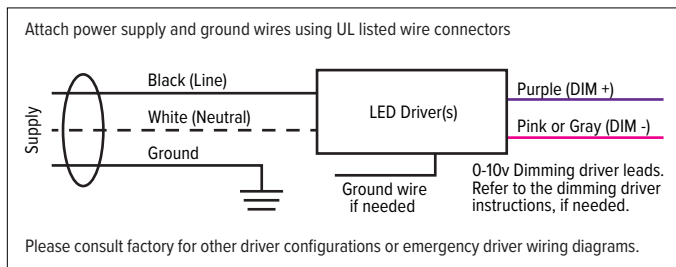 Attach power supply and ground wires using UL listed wire connectors
Supply
Black (Line)
White (Neutral)
Ground
LED Driver(s)
Ground wire
if needed
Purple (DIM +)
Pink or Gray (DIM -)
0-10v Dimming driver leads.
Refer to the dimming driver
instructions, if needed.
Please consult factory for other driver configurations or emergency driver wiring diagrams.